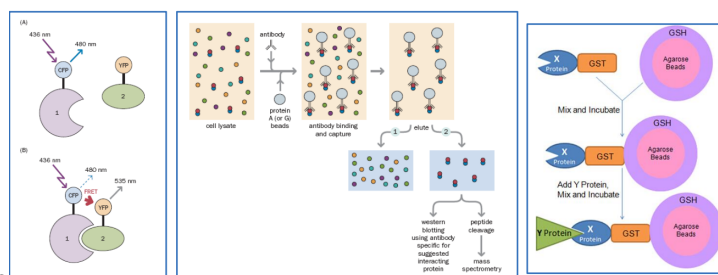 (A)
436 nm
480 nm
CFP
YFP
1
2
(B)
436 nm
480 nm
535 nm
FRET
CFP
YFP
1
2
antibody
protein
A (or G)
beads
cell lysate
antibody binding
and capture
1
elute
2
western
blotting
using antibody
specific for
suggested
interacting
protein
peptide
cleavage
mass
spectrometry
X
Protein
GST
GSH
Agarose
Beads
Mix and Incubate
X
Protein
GST
GSH
Agarose
Beads
Add Y Protein,
Mix and Incubate
Y Protein
X
Protein
GST
GSH
Agarose
Beads